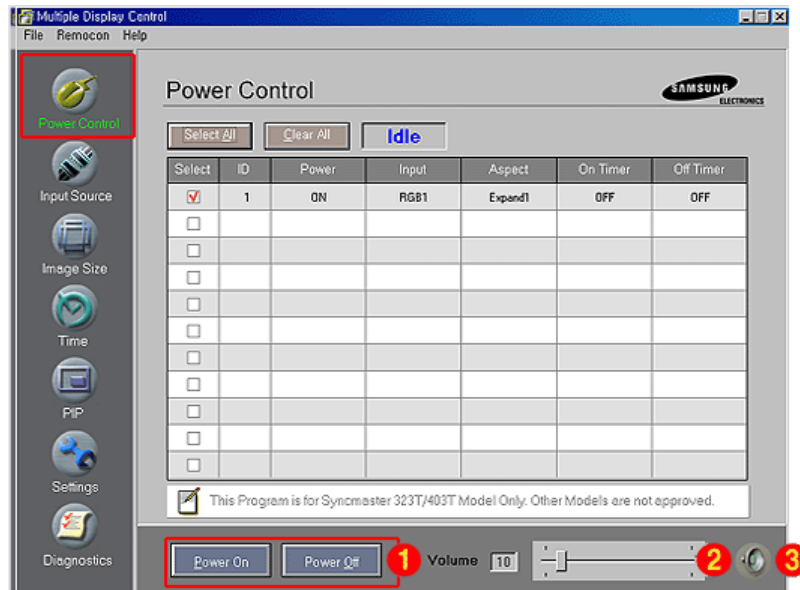 Multiple Display Control
File Remocon Help
Power Control
Input Source
Image Size
Time
PIP
Settings
Diagnostics
Power Control
SAMSUNG
ELECTRONICS
Select All Clear All Idle
Select ID Power Input Aspect On Timer Off Timer
1 ON RGB1 Expand1 OFF OFF
This Program is for Syncmaster 323T/403T Model Only. Other Models are not approved.
Power On Power Off 1 Volume 10 2 3